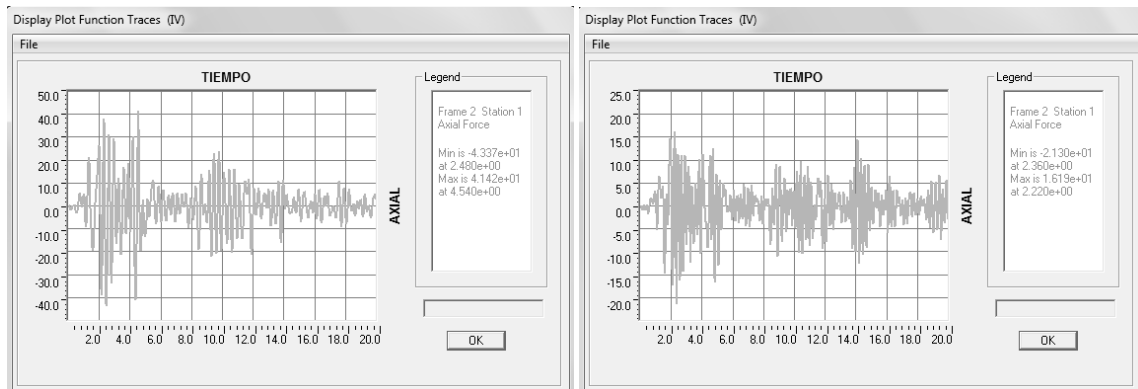 Display Plot Function Traces (IV)
File
TIEMPO
50.0
40.0
30.0
20.0
10.0
0.0
-10.0
-20.0
-30.0
-40.0
2.0 4.0 6.0 8.0 10.0 12.0 14.0 16.0 18.0 20.0
AXIAL
Legend
Frame 2 Station 1
Axial Force
Min is -4.337e+01
at 2.480e+00
Max is 4.142e+01
at 4.540e+00
OK
Display Plot Function Traces (IV)
File
TIEMPO
25.0
20.0
15.0
10.0
5.0
0.0
-5.0
-10.0
-15.0
-20.0
2.0 4.0 6.0 8.0 10.0 12.0 14.0 16.0 18.0 20.0
AXIAL
Legend
Frame 2 Station 1
Axial Force
Min is -2.130e+01
at 2.360e+00
Max is 1.619e+01
at 2.220e+00
OK